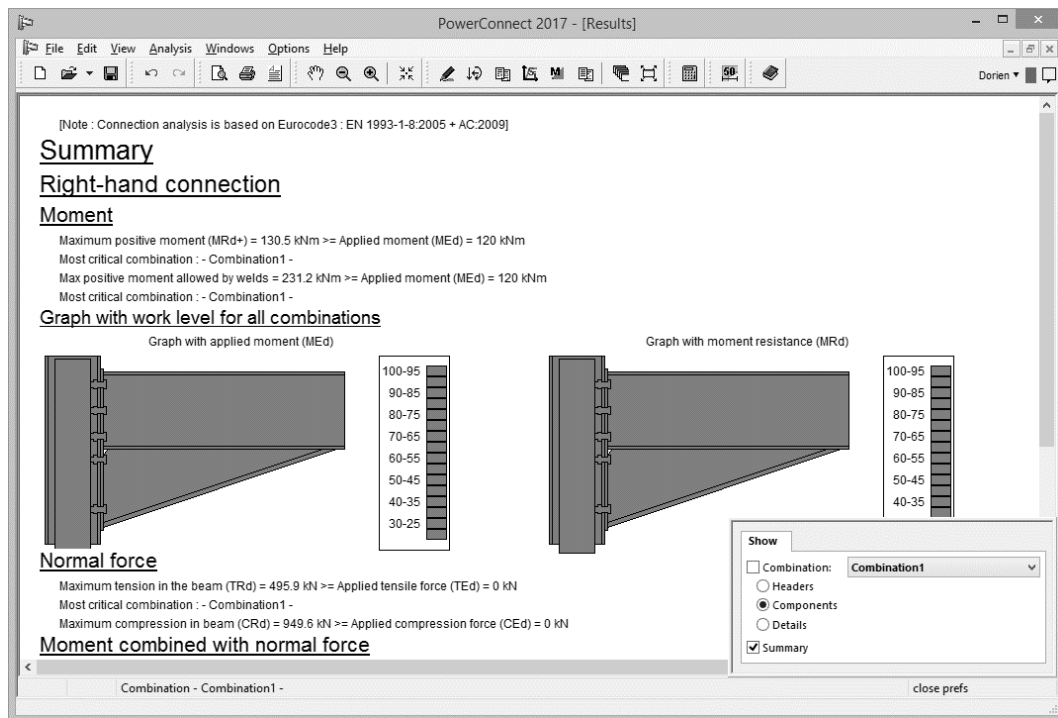 PowerConnect 2017 - [Results]
File Edit View Analysis Windows Options Help
50
Dorien
[Note : Connection analysis is based on Eurocode3 : EN 1993-1-8:2005 + AC:2009]
Summary
Right-hand connection
Moment
Maximum positive moment (MRd+) = 130.5 kNm >= Applied moment (MEd) = 120 kNm
Most critical combination : - Combination1 -
Max positive moment allowed by welds = 231.2 kNm >= Applied moment (MEd) = 120 kNm
Most critical combination : - Combination1 -
Graph with work level for all combinations
Graph with applied moment (MEd)
100-95
90-85
80-75
70-65
60-55
50-45
40-35
30-25
Graph with moment resistance (MRd)
100-95
90-85
80-75
70-65
60-55
50-45
40-35
Normal force
Maximum tension in the beam (TRd) = 495.9 kN >= Applied tensile force (TEd) = 0 kN
Most critical combination : - Combination1 -
Maximum compression in beam (CRd) = 949.6 kN >= Applied compression force (CEd) = 0 kN
Moment combined with normal force
Show
Combination: Combination1
Headers
Components
Details
Summary
Combination - Combination1 -
close prefs